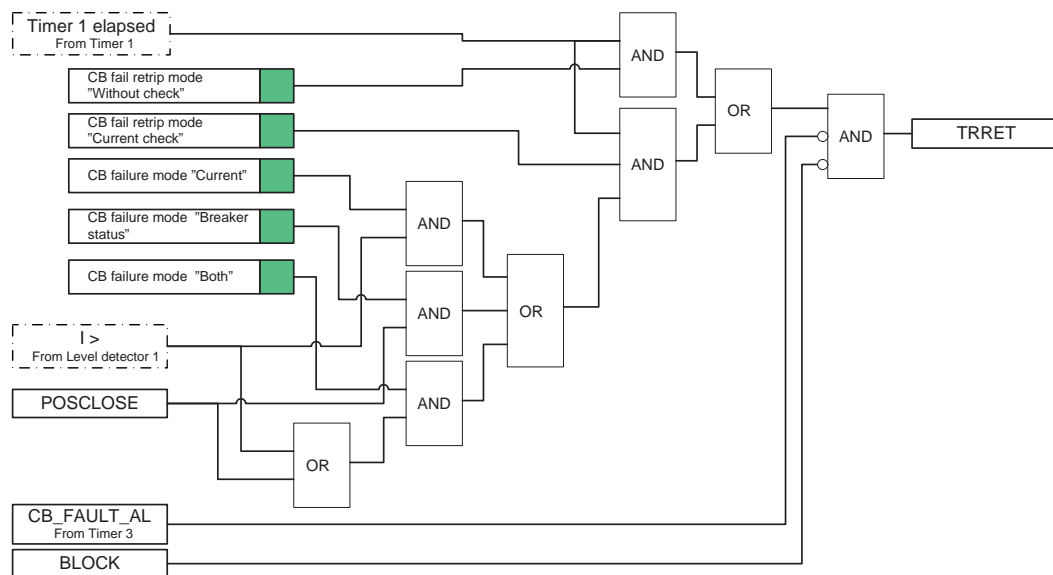 Timer 1 elapsed
From Timer 1
CB fail retrip mode
”Without check”
CB fail retrip mode
”Current check”
CB failure mode ”Current”
CB failure mode ”Breaker
status”
CB failure mode ”Both”
I >
From Level detector 1
POSCLOSE
CB_FAULT_AL
From Timer 3
BLOCK
AND
AND
AND
AND
AND
OR
OR
OR
AND
TRRET